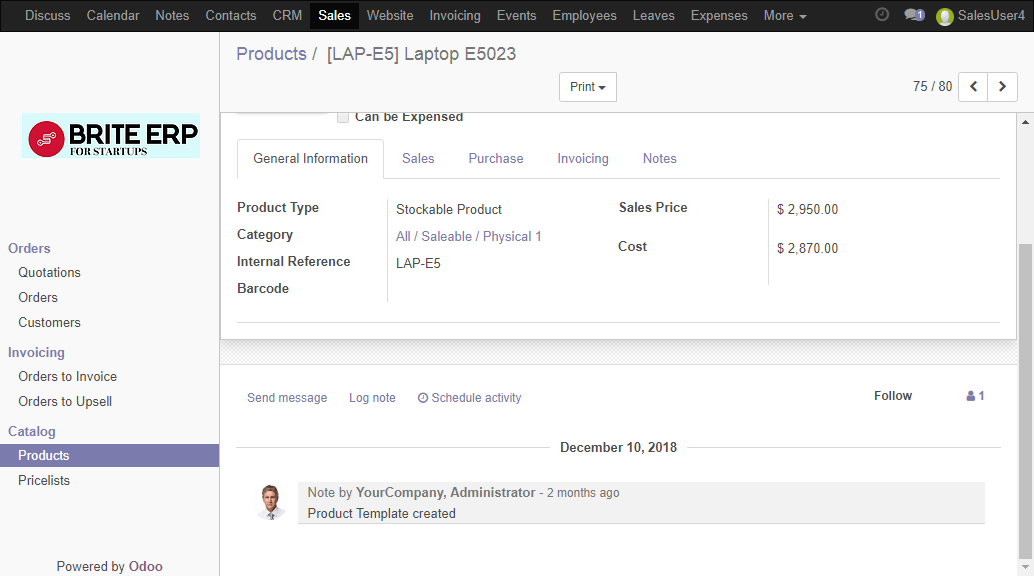 Discuss Calendar Notes Contacts CRM Sales Website Invoicing Events Employees Leaves Expenses More 1 SalesUser4
Products / [LAP-E5] Laptop E5023
Print
75 / 80
BRITE ERP
FOR STARTUPS
Orders
Quotations
Orders
Customers
Invoicing
Orders to Invoice
Orders to Upsell
Catalog
Products
Pricelists
Powered by Odoo
Can be Expensed
General Information Sales Purchase Invoicing Notes
Product Type Stockable Product
Category All / Saleable / Physical 1
Internal Reference LAP-E5
Barcode
Sales Price $ 2,950.00
Cost $ 2,870.00
Send message Log note Schedule activity Follow 1
December 10, 2018
Note by YourCompany, Administrator - 2 months ago
Product Template created